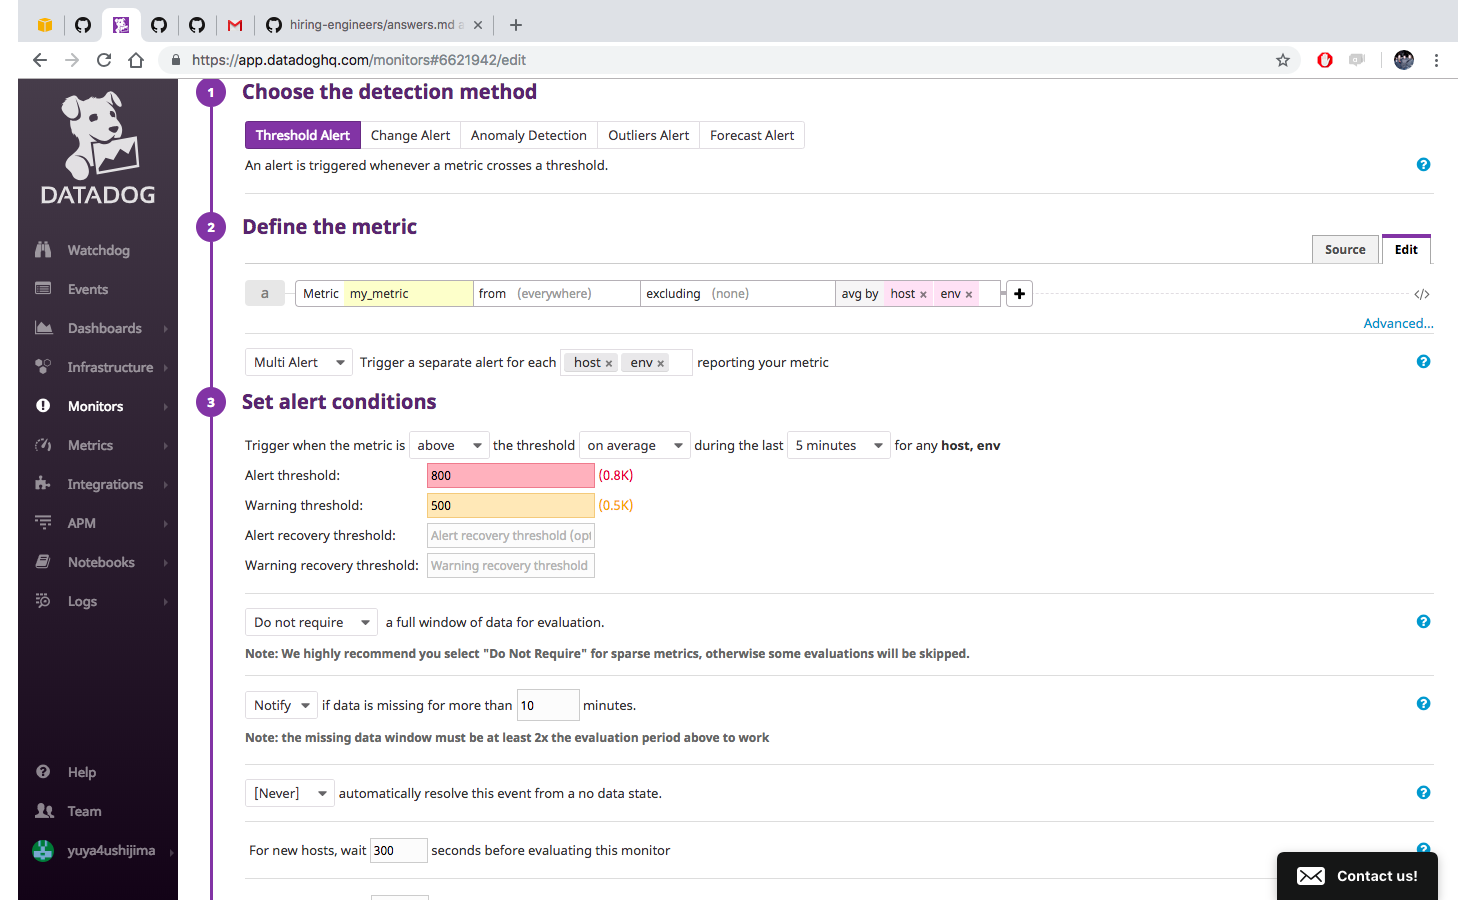 hiring-engineers/answers.md a
https://app.datadoghq.com/monitors#6621942/edit
DATADOG
Watchdog
Events
Dashboards
Infrastructure
Monitors
Metrics
Integrations
APM
Notebooks
Logs
Help
Team
yuya4ushijima
1 Choose the detection method
Threshold Alert Change Alert Anomaly Detection Outliers Alert Forecast Alert
An alert is triggered whenever a metric crosses a threshold.
2 Define the metric
Source Edit
a Metric my_metric from (everywhere) excluding (none) avg by host × env × +
</>
Advanced...
Multi Alert Trigger a separate alert for each host × env × reporting your metric
3 Set alert conditions
Trigger when the metric is above the threshold on average during the last 5 minutes for any host, env
Alert threshold: 800 (0.8K)
Warning threshold: 500 (0.5K)
Alert recovery threshold: Alert recovery threshold (opt
Warning recovery threshold: Warning recovery threshold
Do not require a full window of data for evaluation.
Note: We highly recommend you select "Do Not Require" for sparse metrics, otherwise some evaluations will be skipped.
Notify if data is missing for more than 10 minutes.
Note: the missing data window must be at least 2x the evaluation period above to work
[Never] automatically resolve this event from a no data state.
For new hosts, wait 300 seconds before evaluating this monitor
Contact us!